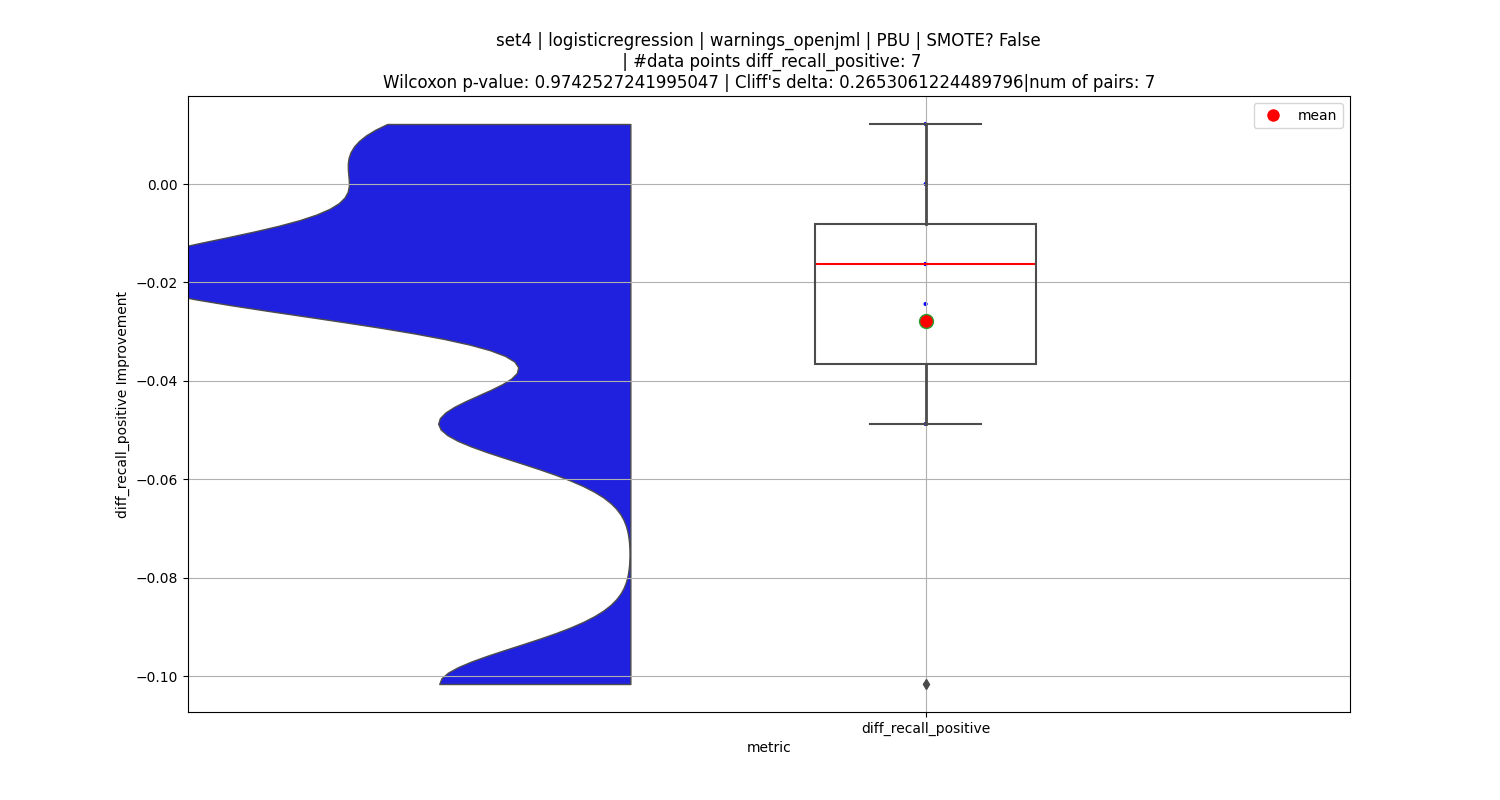 set4 | logisticregression | warnings_openjml | PBU | SMOTE? False
| #data points diff_recall_positive: 7
Wilcoxon p-value: 0.9742527241995047 | Cliff's delta: 0.2653061224489796|num of pairs: 7
mean
0.00
−0.02
−0.04
−0.06
−0.08
−0.10
diff_recall_positive Improvement
diff_recall_positive
metric